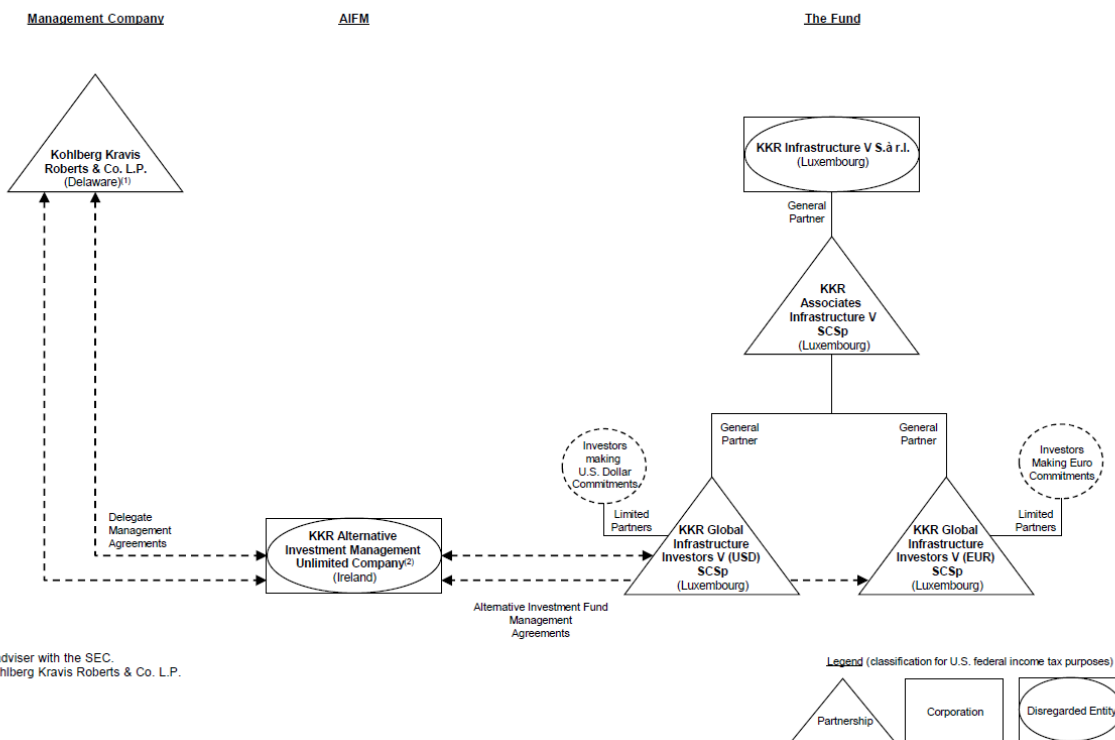 Management Company
AIFM
The Fund
Kohlberg Kravis
Roberts & Co. L.P.
(Delaware)(1)
KKR Infrastructure V S.à r.l.
(Luxembourg)
General
Partner
KKR
Associates
Infrastructure V
SCSp
(Luxembourg)
General
Partner
General
Partner
Investors
making
U.S. Dollar
Commitments
Investors
Making Euro
Commitments
Limited
Partners
Limited
Partners
Delegate
Management
Agreements
KKR Alternative
Investment Management
Unlimited Company(2)
(Ireland)
KKR Global
Infrastructure
Investors V (USD)
SCSp
(Luxembourg)
KKR Global
Infrastructure
Investors V (EUR)
SCSp
(Luxembourg)
Alternative Investment Fund
Management
Agreements
adviser with the SEC.
hlberg Kravis Roberts & Co. L.P.
Legend (classification for U.S. federal income tax purposes)
Partnership
Corporation
Disregarded Entity